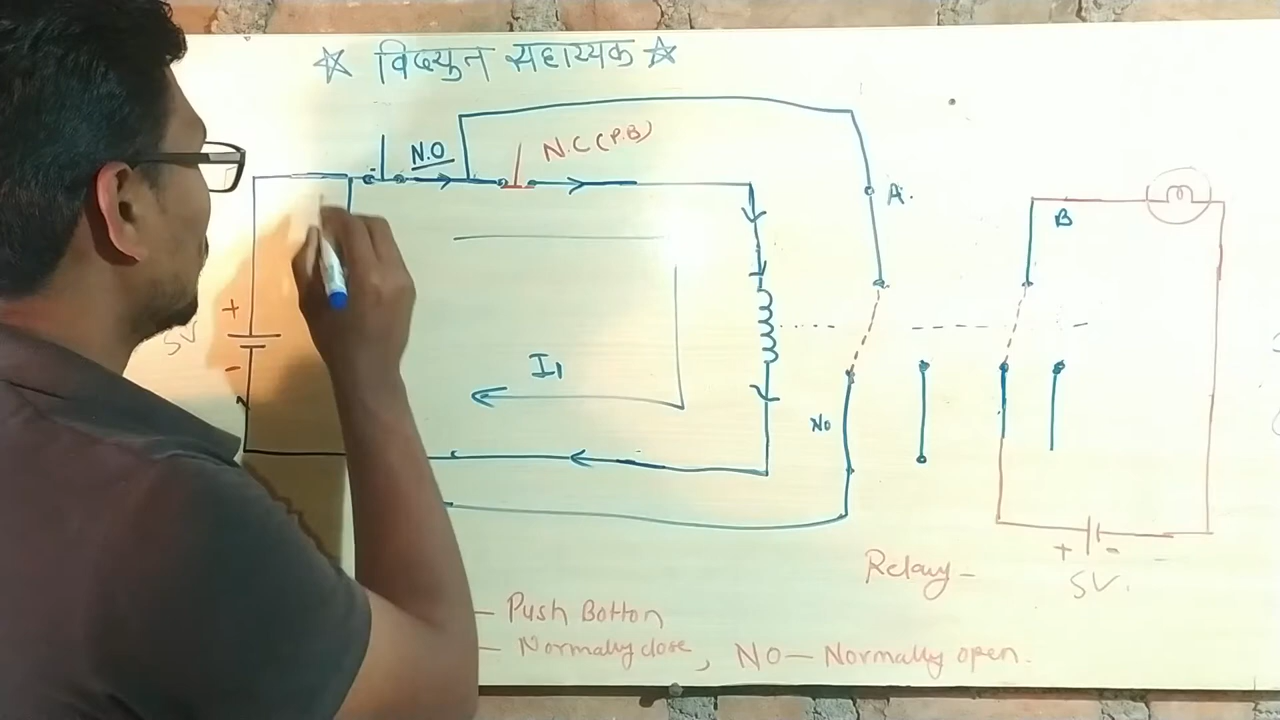 ☆ विद्युत सहाय्यक ☆
N.O
N.C (P.B)
A.
B
+
5V
-
I1
No
+ -
5V.
Relay -
- Push Botton
- Normally close, NO - Normally open.